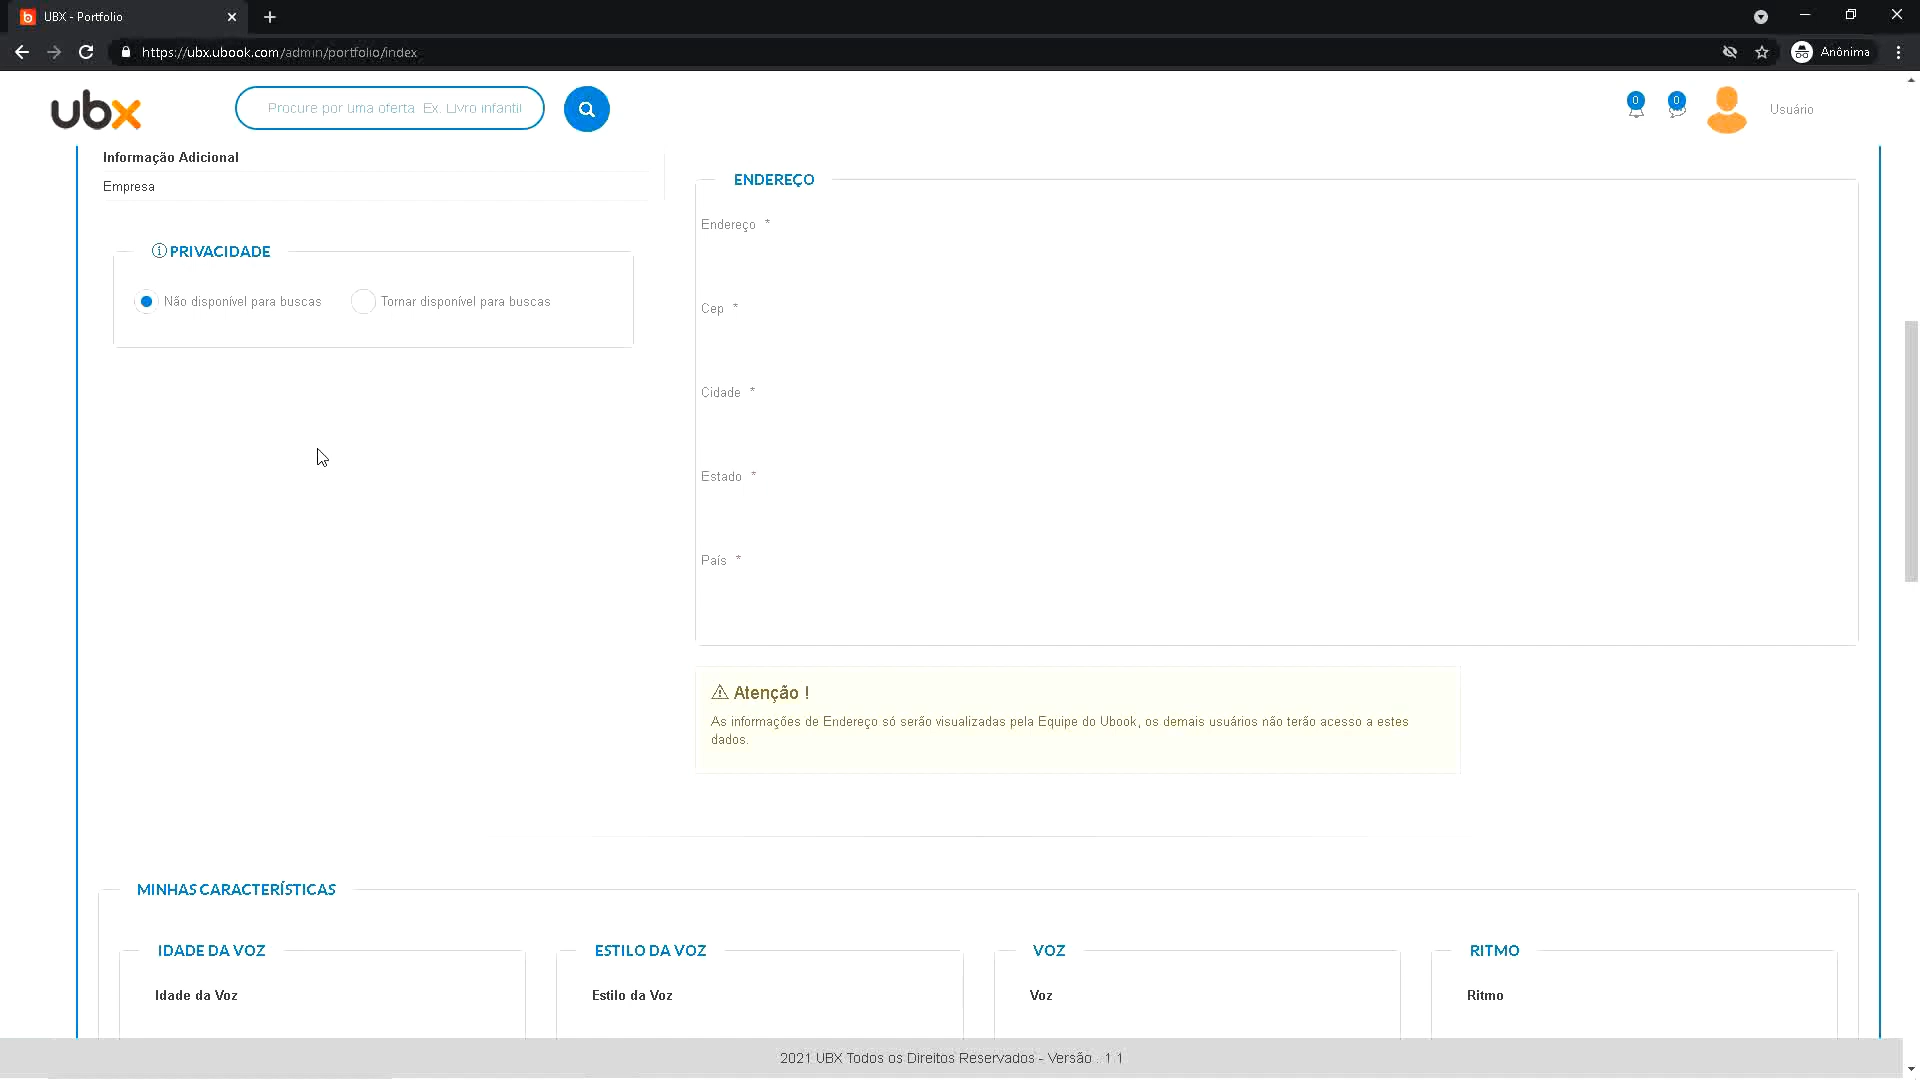 UBX - Portfolio
https://ubx.ubook.com/admin/portfolio/index
Anônima
ubx
Procure por uma oferta. Ex. Livro infantil
0
0
Usuário
Informação Adicional
Empresa
PRIVACIDADE
Não disponível para buscas
Tornar disponível para buscas
ENDEREÇO
Endereço *
Cep *
Cidade *
Estado *
País *
Atenção !
As informações de Endereço só serão visualizadas pela Equipe do Ubook, os demais usuários não terão acesso a estes
dados.
MINHAS CARACTERÍSTICAS
IDADE DA VOZ
Idade da Voz
ESTILO DA VOZ
Estilo da Voz
VOZ
Voz
RITMO
Ritmo
2021 UBX Todos os Direitos Reservados - Versão . 1.1